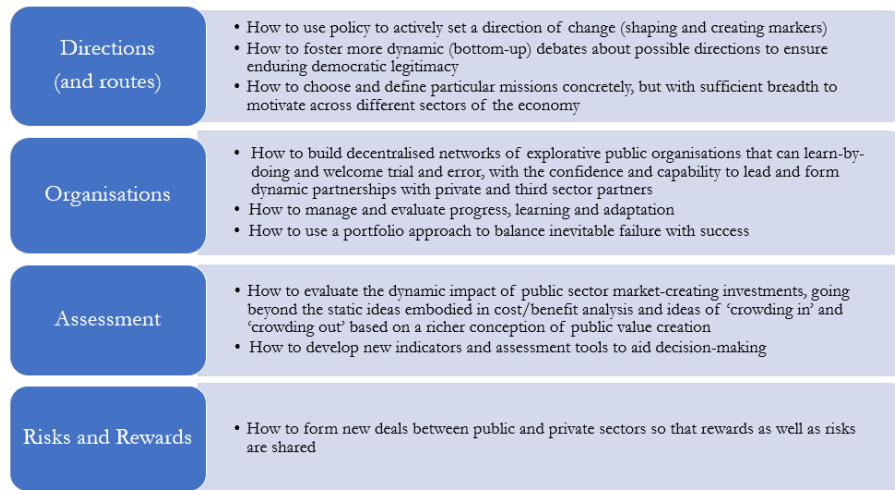 Directions
(and routes)
• How to use policy to actively set a direction of change (shaping and creating markers)
• How to foster more dynamic (bottom-up) debates about possible directions to ensure
enduring democratic legitimacy
• How to choose and define particular missions concretely, but with sufficient breadth to
motivate across different sectors of the economy
Organisations
• How to build decentralised networks of explorative public organisations that can learn-by-
doing and welcome trial and error, with the confidence and capability to lead and form
dynamic partnerships with private and third sector partners
• How to manage and evaluate progress, learning and adaptation
• How to use a portfolio approach to balance inevitable failure with success
Assessment
• How to evaluate the dynamic impact of public sector market-creating investments, going
beyond the static ideas embodied in cost/benefit analysis and ideas of ‘crowding in’ and
‘crowding out’ based on a richer conception of public value creation
• How to develop new indicators and assessment tools to aid decision-making
Risks and Rewards
• How to form new deals between public and private sectors so that rewards as well as risks
are shared